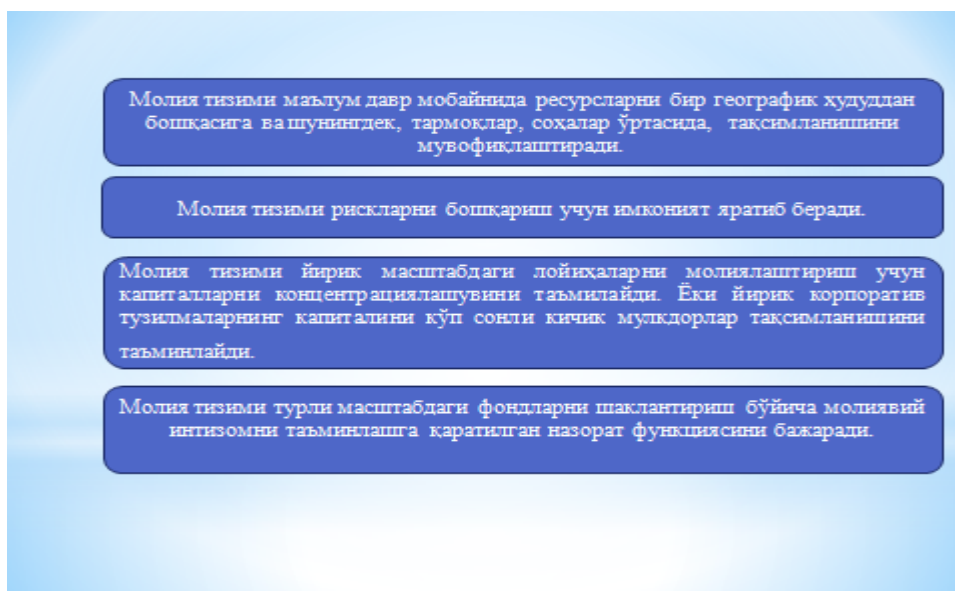 Молия тизими маълум давр мобайнида ресурсларни бир географик худуддан
бошқасига ва шунингдек, тармоқлар, соҳалар ўртасида, тақсимланишини
мувофиқлаштиради.
Молия тизими рискларни бошқариш учун имконият яратиб беради.
Молия тизими йирик масштабдаги лойиҳаларни молиялаштириш учун
капиталларни концентрациялашувини таъмилайди. Ёки йирик корпоратив
тузилмаларнинг капиталини кўп сонли кичик мулкдорлар тақсимланишини
таъминлайди.
Молия тизими турли масштабдаги фондларни шаклантириш бўйича молиявий
интизомни таъминлашга қаратилган назорат функциясини бажаради.